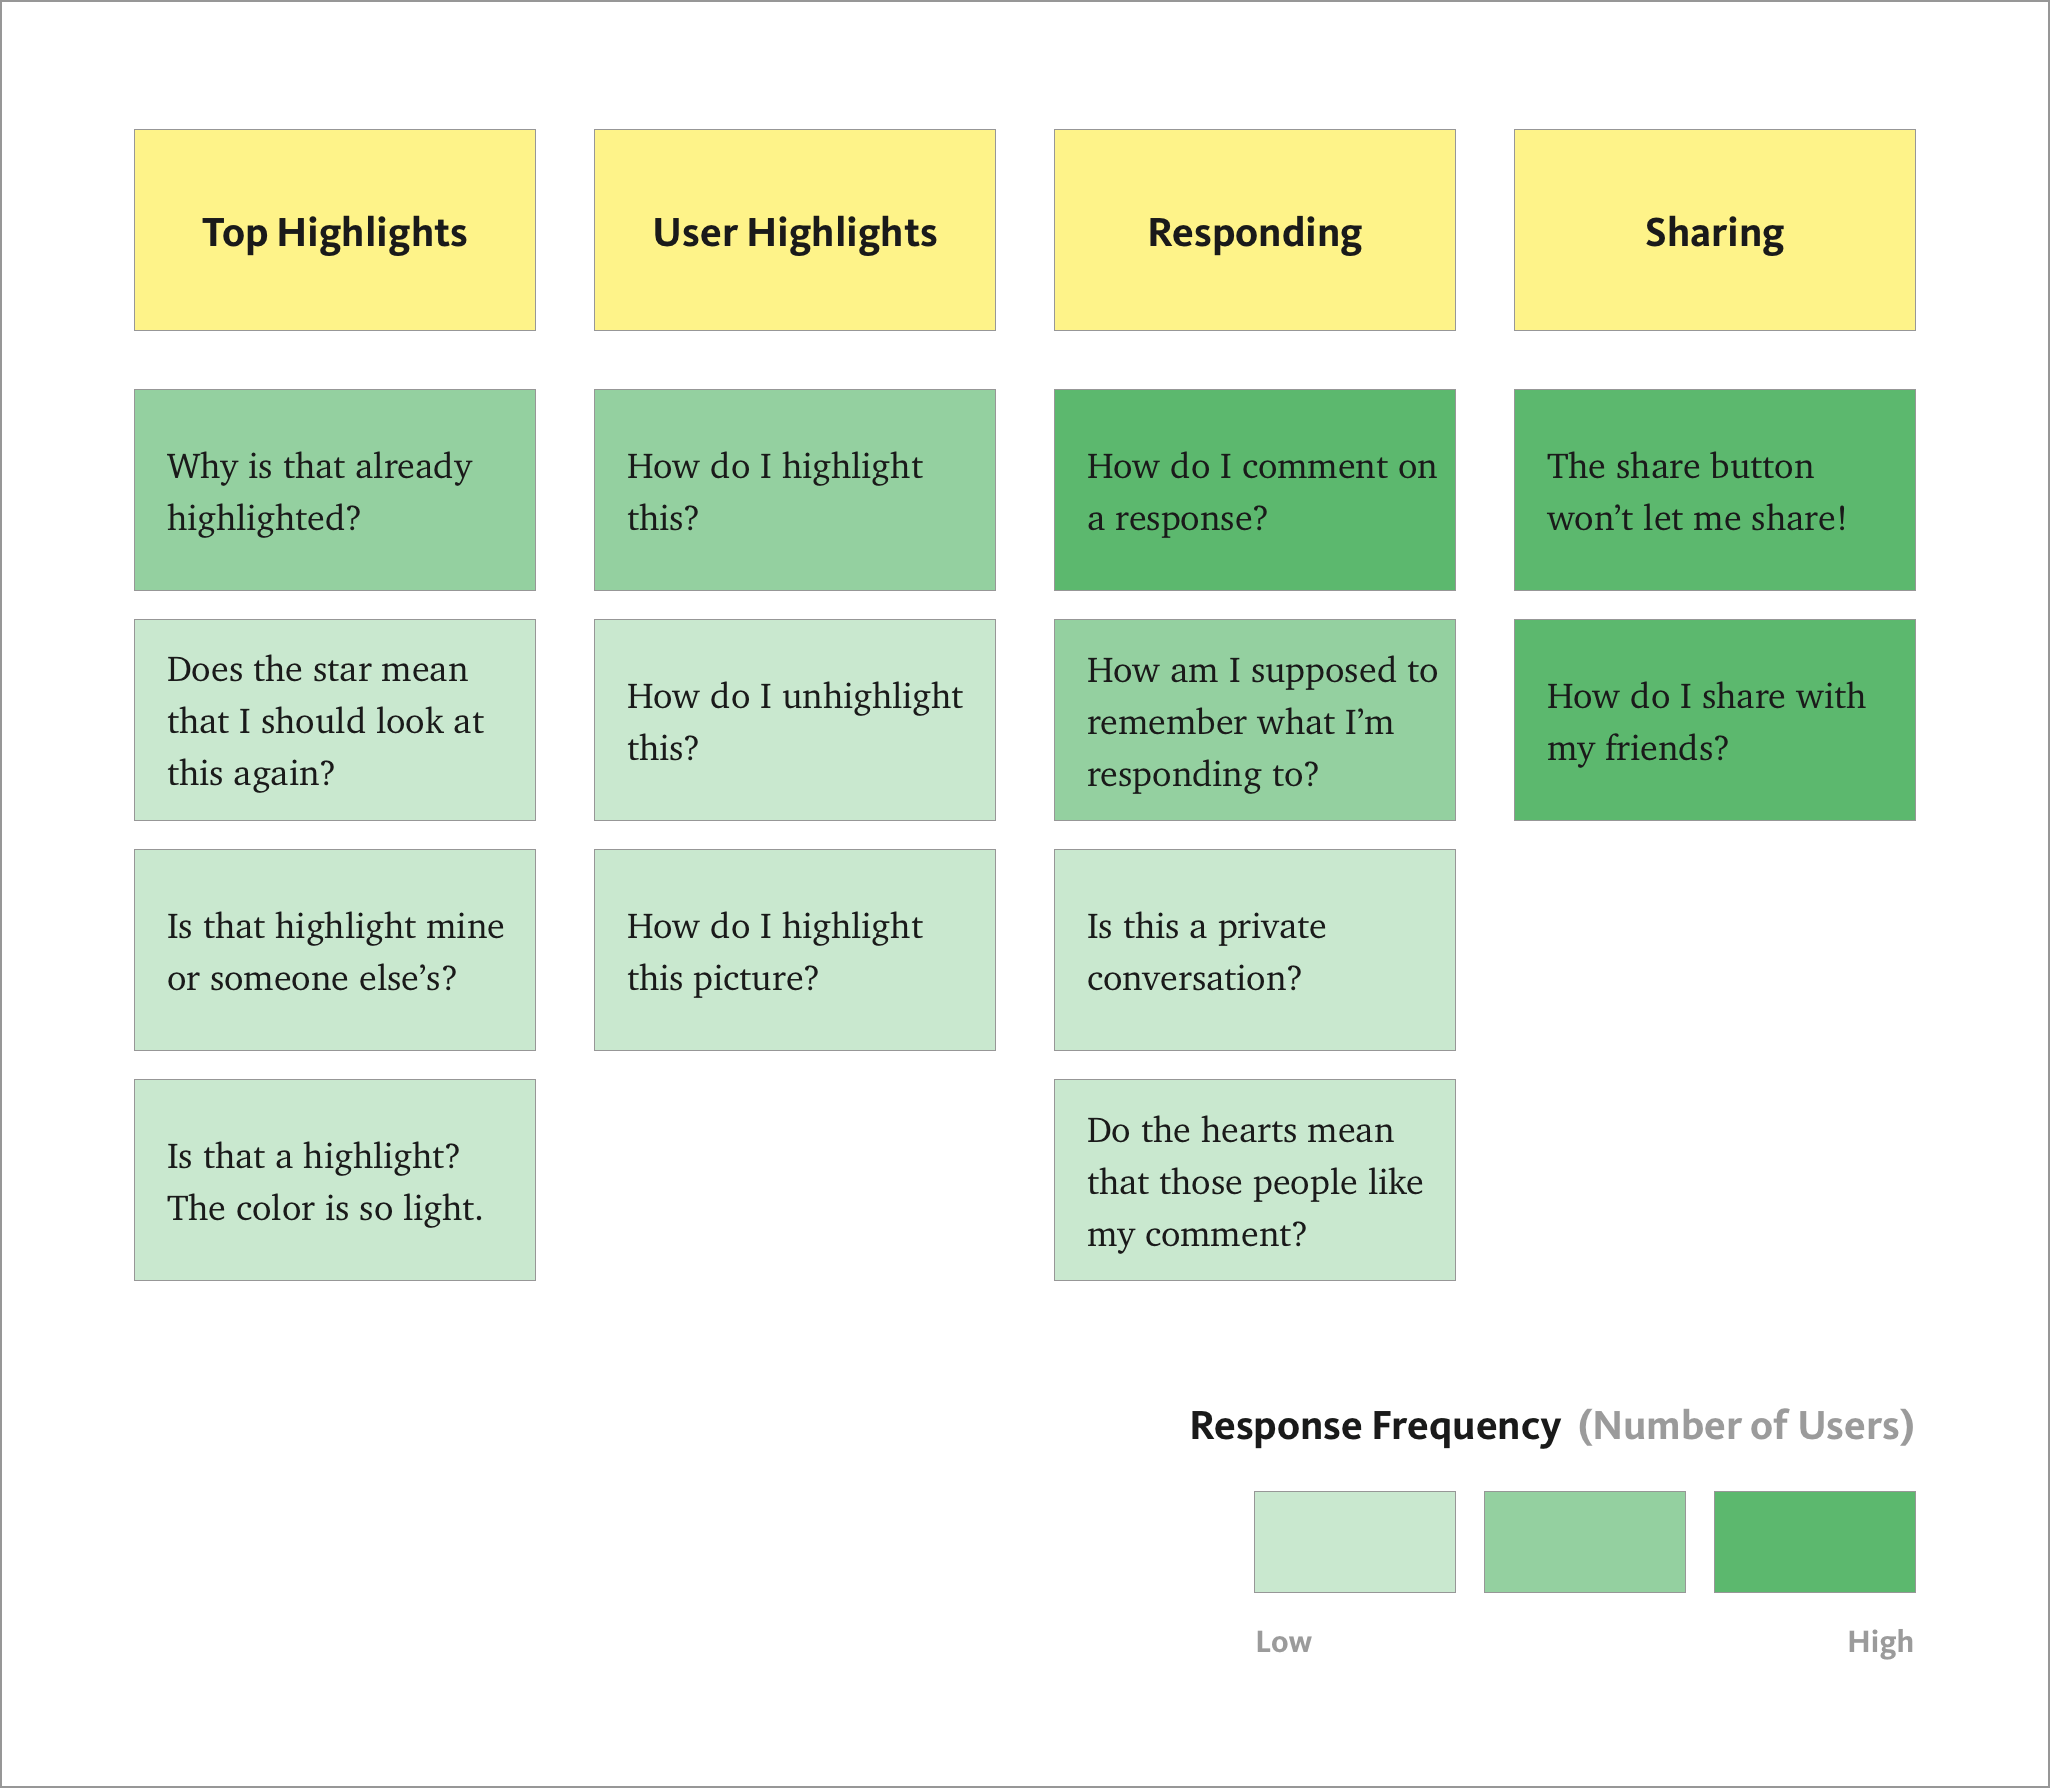 Top Highlights
User Highlights
Responding
Sharing
Why is that already
highlighted?
How do I highlight
this?
How do I comment on
a response?
The share button
won’t let me share!
Does the star mean
that I should look at
this again?
How do I unhighlight
this?
How am I supposed to
remember what I’m
responding to?
How do I share with
my friends?
Is that highlight mine
or someone else’s?
How do I highlight
this picture?
Is this a private
conversation?
Is that a highlight?
The color is so light.
Do the hearts mean
that those people like
my comment?
Response Frequency (Number of Users)
Low
High